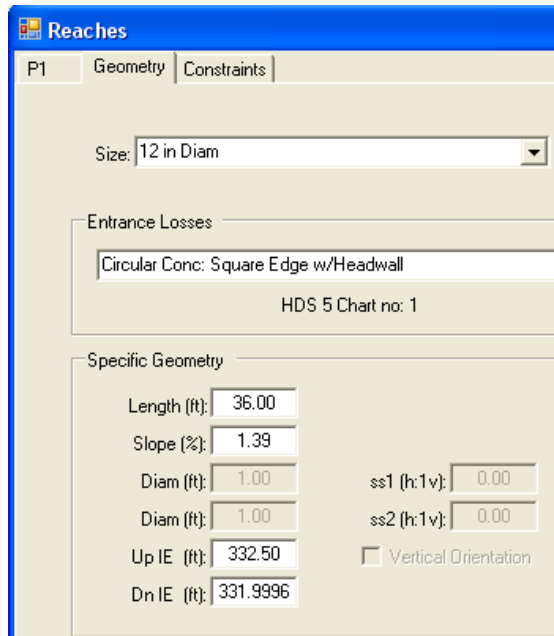 Reaches
P1 Geometry Constraints
Size: 12 in Diam
Entrance Losses
Circular Conc: Square Edge w/Headwall
HDS 5 Chart no: 1
Specific Geometry
Length (ft): 36.00
Slope (%): 1.39
Diam (ft): 1.00 ss1 (h:1v): 0.00
Diam (ft): 1.00 ss2 (h:1v): 0.00
Up IE (ft): 332.50 Vertical Orientation
Dn IE (ft): 331.9996